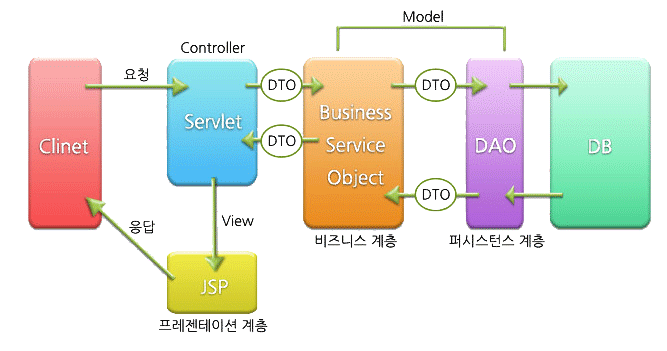 Model
Controller
요청
DTO
DTO
Clinet
Servlet
Business
Service
Object
DAO
DB
DTO
DTO
응답
View
비즈니스 계층
퍼시스턴스 계층
JSP
프레젠테이션 계층